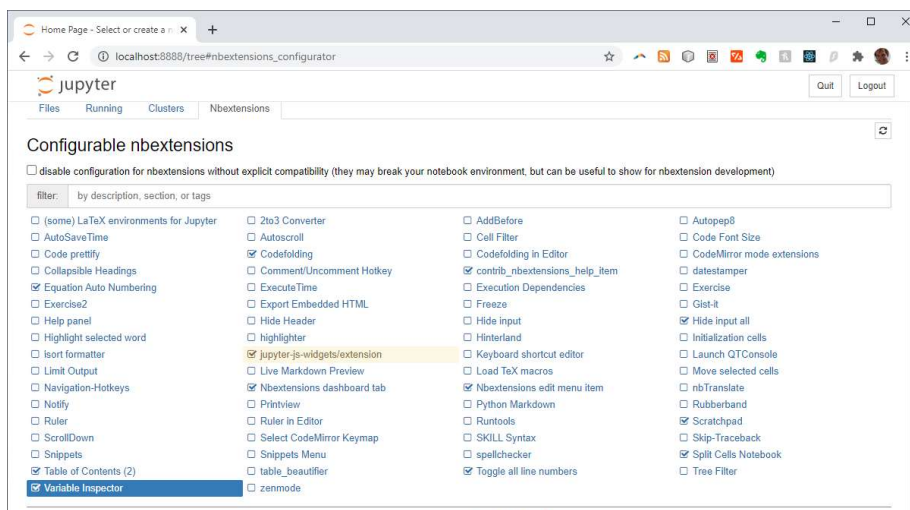 Home Page - Select or create a n
localhost:8888/tree#nbextensions_configurator
jupyter
Quit Logout
Files Running Clusters Nbextensions
Configurable nbextensions
disable configuration for nbextensions without explicit compatibility (they may break your notebook environment, but can be useful to show for nbextension development)
filter: by description, section, or tags
(some) LaTeX environments for Jupyter 2to3 Converter AddBefore Autopep8
AutoSaveTime Autoscroll Cell Filter Code Font Size
Code prettify Codefolding Codefolding in Editor CodeMirror mode extensions
Collapsible Headings Comment/Uncomment Hotkey contrib_nbextensions_help_item datestamper
Equation Auto Numbering ExecuteTime Execution Dependencies Exercise
Exercise2 Export Embedded HTML Freeze Gist-it
Help panel Hide Header Hide input Hide input all
Highlight selected word highlighter Hinterland Initialization cells
isort formatter jupyter-js-widgets/extension Keyboard shortcut editor Launch QTConsole
Limit Output Live Markdown Preview Load TeX macros Move selected cells
Navigation-Hotkeys Nbextensions dashboard tab Nbextensions edit menu item nbTranslate
Notify Printview Python Markdown Rubberband
Ruler Ruler in Editor Runtools Scratchpad
ScrollDown Select CodeMirror Keymap SKILL Syntax Skip-Traceback
Snippets Snippets Menu spellchecker Split Cells Notebook
Table of Contents (2) table_beautifier Toggle all line numbers Tree Filter
Variable Inspector zenmode